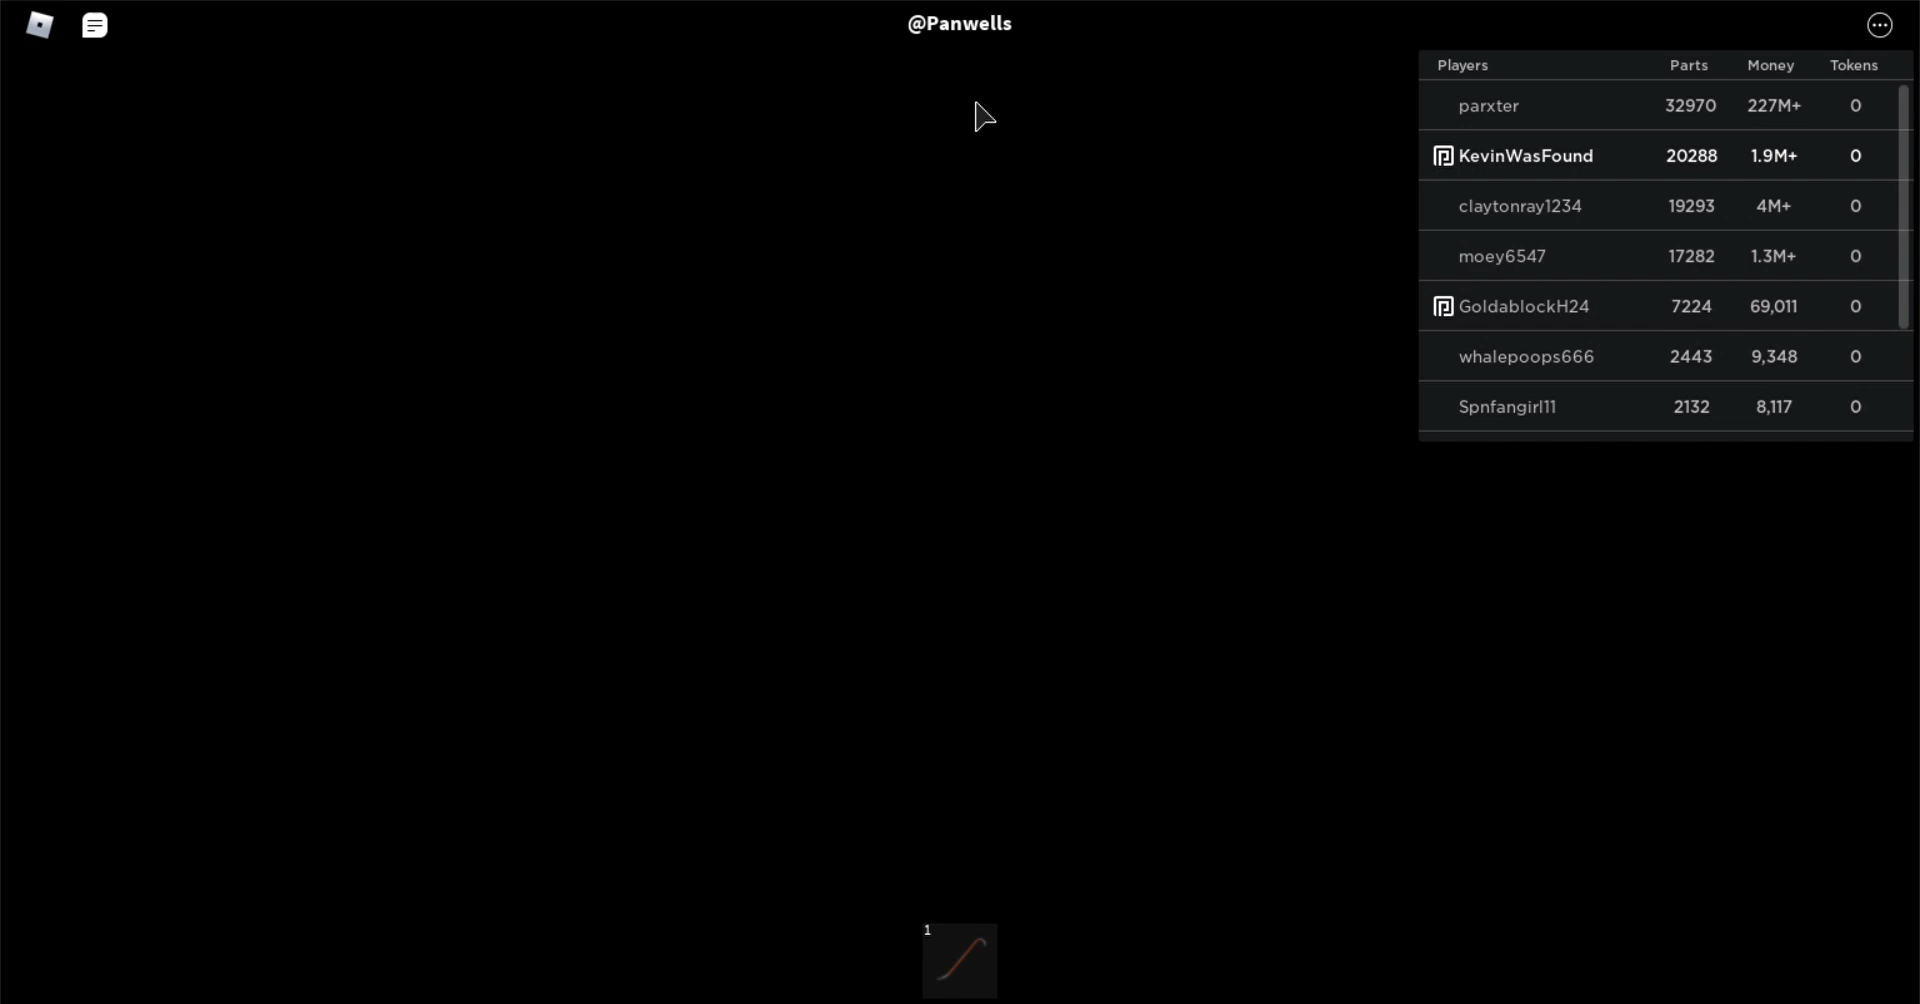 @Panwells
Players Parts Money Tokens
parxter 32970 227M+ 0
KevinWasFound 20288 1.9M+ 0
claytonray1234 19293 4M+ 0
moey6547 17282 1.3M+ 0
GoldablockH24 7224 69,011 0
whalepoops666 2443 9,348 0
Spnfangirl11 2132 8,117 0
1